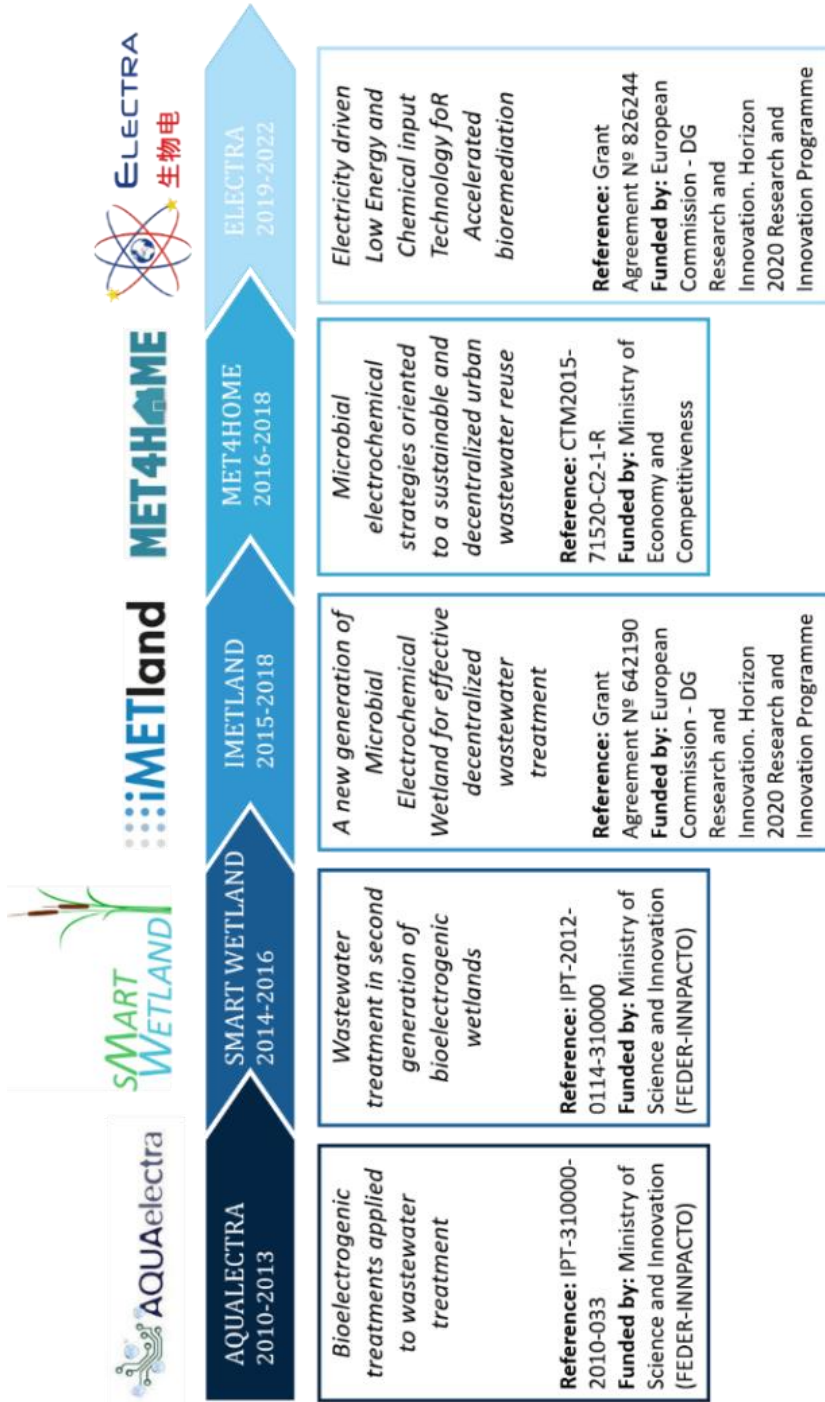 AQUAelectra
SMART
WETLAND
iMETland
MET4HOME
ELECTRA
生物电
AQUALECTRA
2010-2013
SMART WETLAND
2014-2016
IMETLAND
2015-2018
MET4HOME
2016-2018
ELECTRA
2019-2022
Bioelectrogenic
treatments applied
to wastewater
treatment
Reference: IPT-310000-
2010-033
Funded by: Ministry of
Science and Innovation
(FEDER-INNPACTO)
Wastewater
treatment in second
generation of
bioelectrogenic
wetlands
Reference: IPT-2012-
0114-310000
Funded by: Ministry of
Science and Innovation
(FEDER-INNPACTO)
A new generation of
Microbial
Electrochemical
Wetland for effective
decentralized
wastewater
treatment
Reference: Grant
Agreement Nº 642190
Funded by: European
Commission - DG
Research and
Innovation. Horizon
2020 Research and
Innovation Programme
Microbial
electrochemical
strategies oriented
to a sustainable and
decentralized urban
wastewater reuse
Reference: CTM2015-
71520-C2-1-R
Funded by: Ministry of
Economy and
Competitiveness
Electricity driven
Low Energy and
Chemical input
Technology foR
Accelerated
bioremediation
Reference: Grant
Agreement Nº 826244
Funded by: European
Commission - DG
Research and
Innovation. Horizon
2020 Research and
Innovation Programme